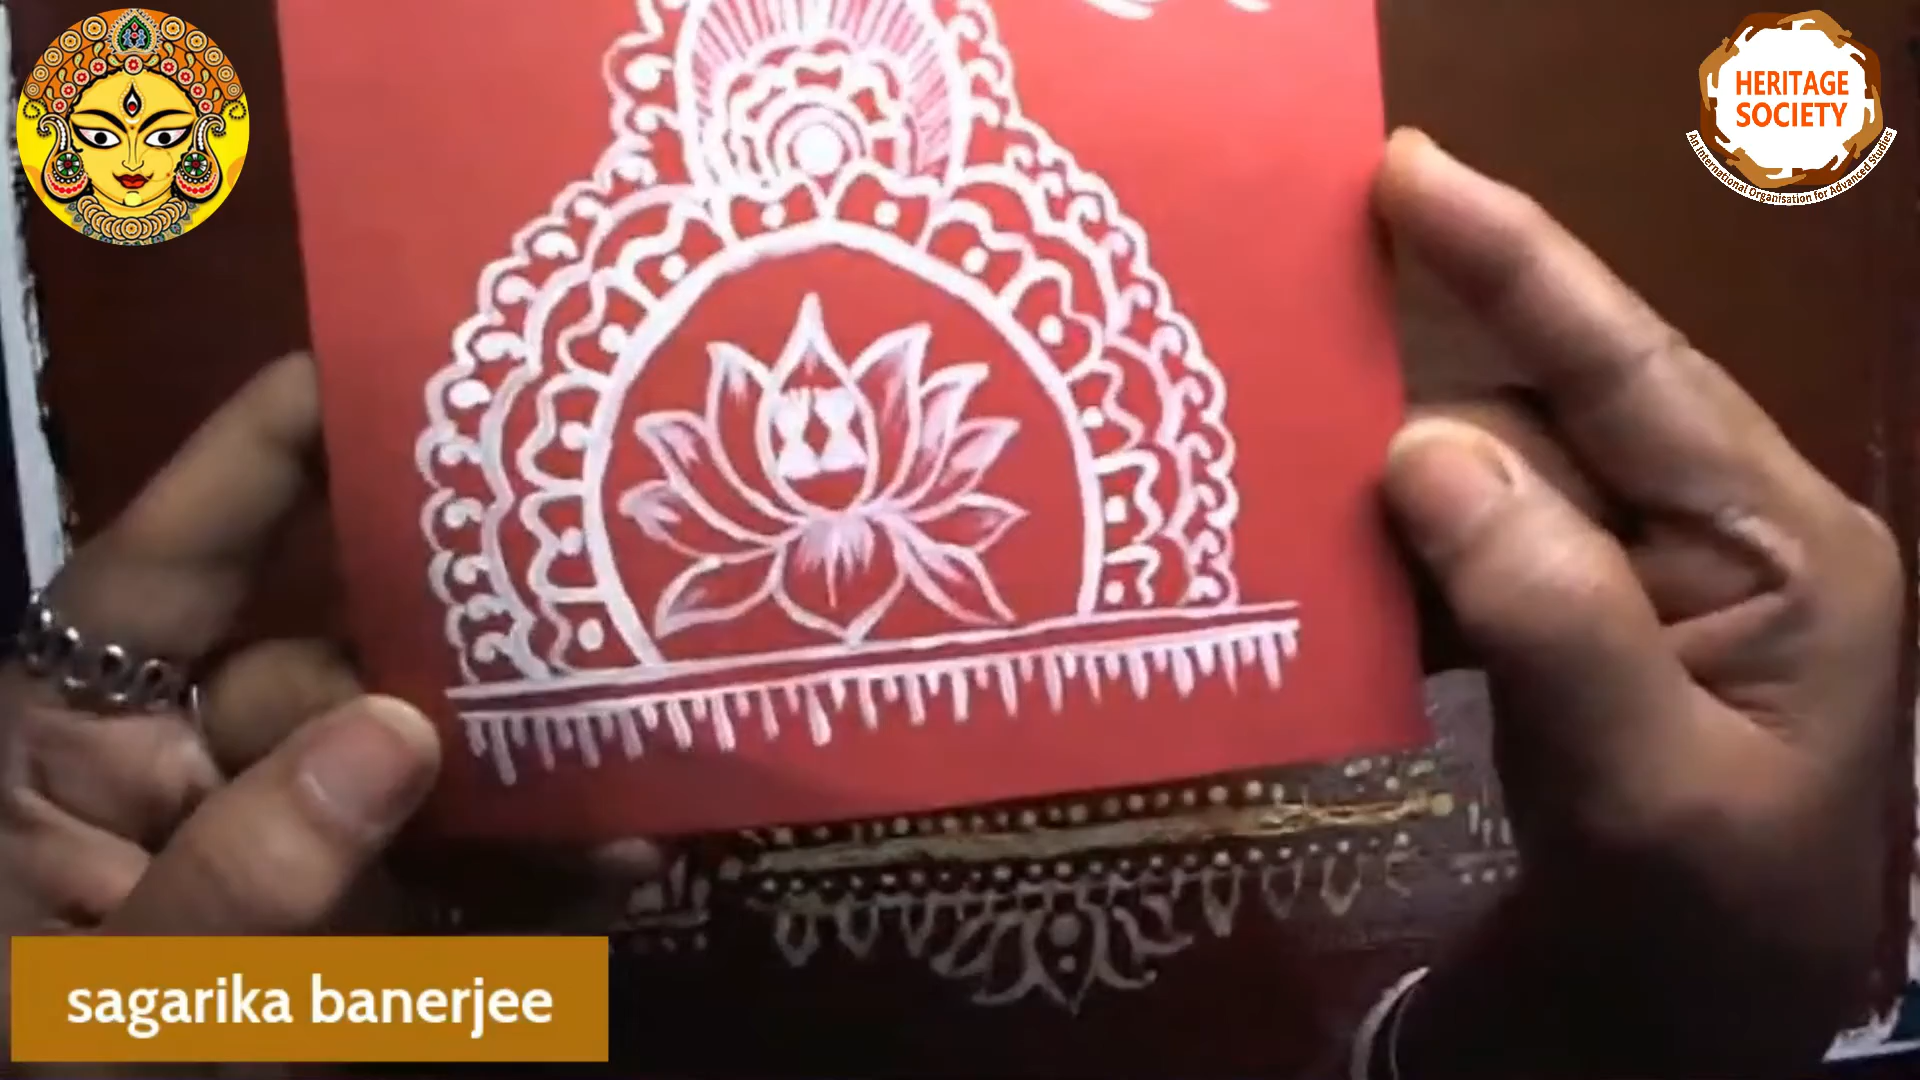 HERITAGE
SOCIETY
An International Organisation for Advanced Studies
sagarika banerjee